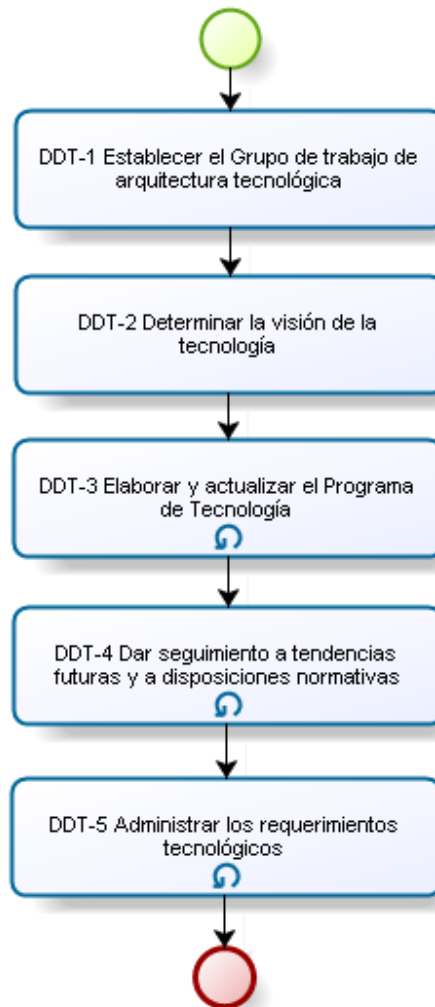 DDT-1 Establecer el Grupo de trabajo de
arquitectura tecnológica
DDT-2 Determinar la visión de la
tecnología
DDT-3 Elaborar y actualizar el Programa
de Tecnología
DDT-4 Dar seguimiento a tendencias
futuras y a disposiciones normativas
DDT-5 Administrar los requerimientos
tecnológicos